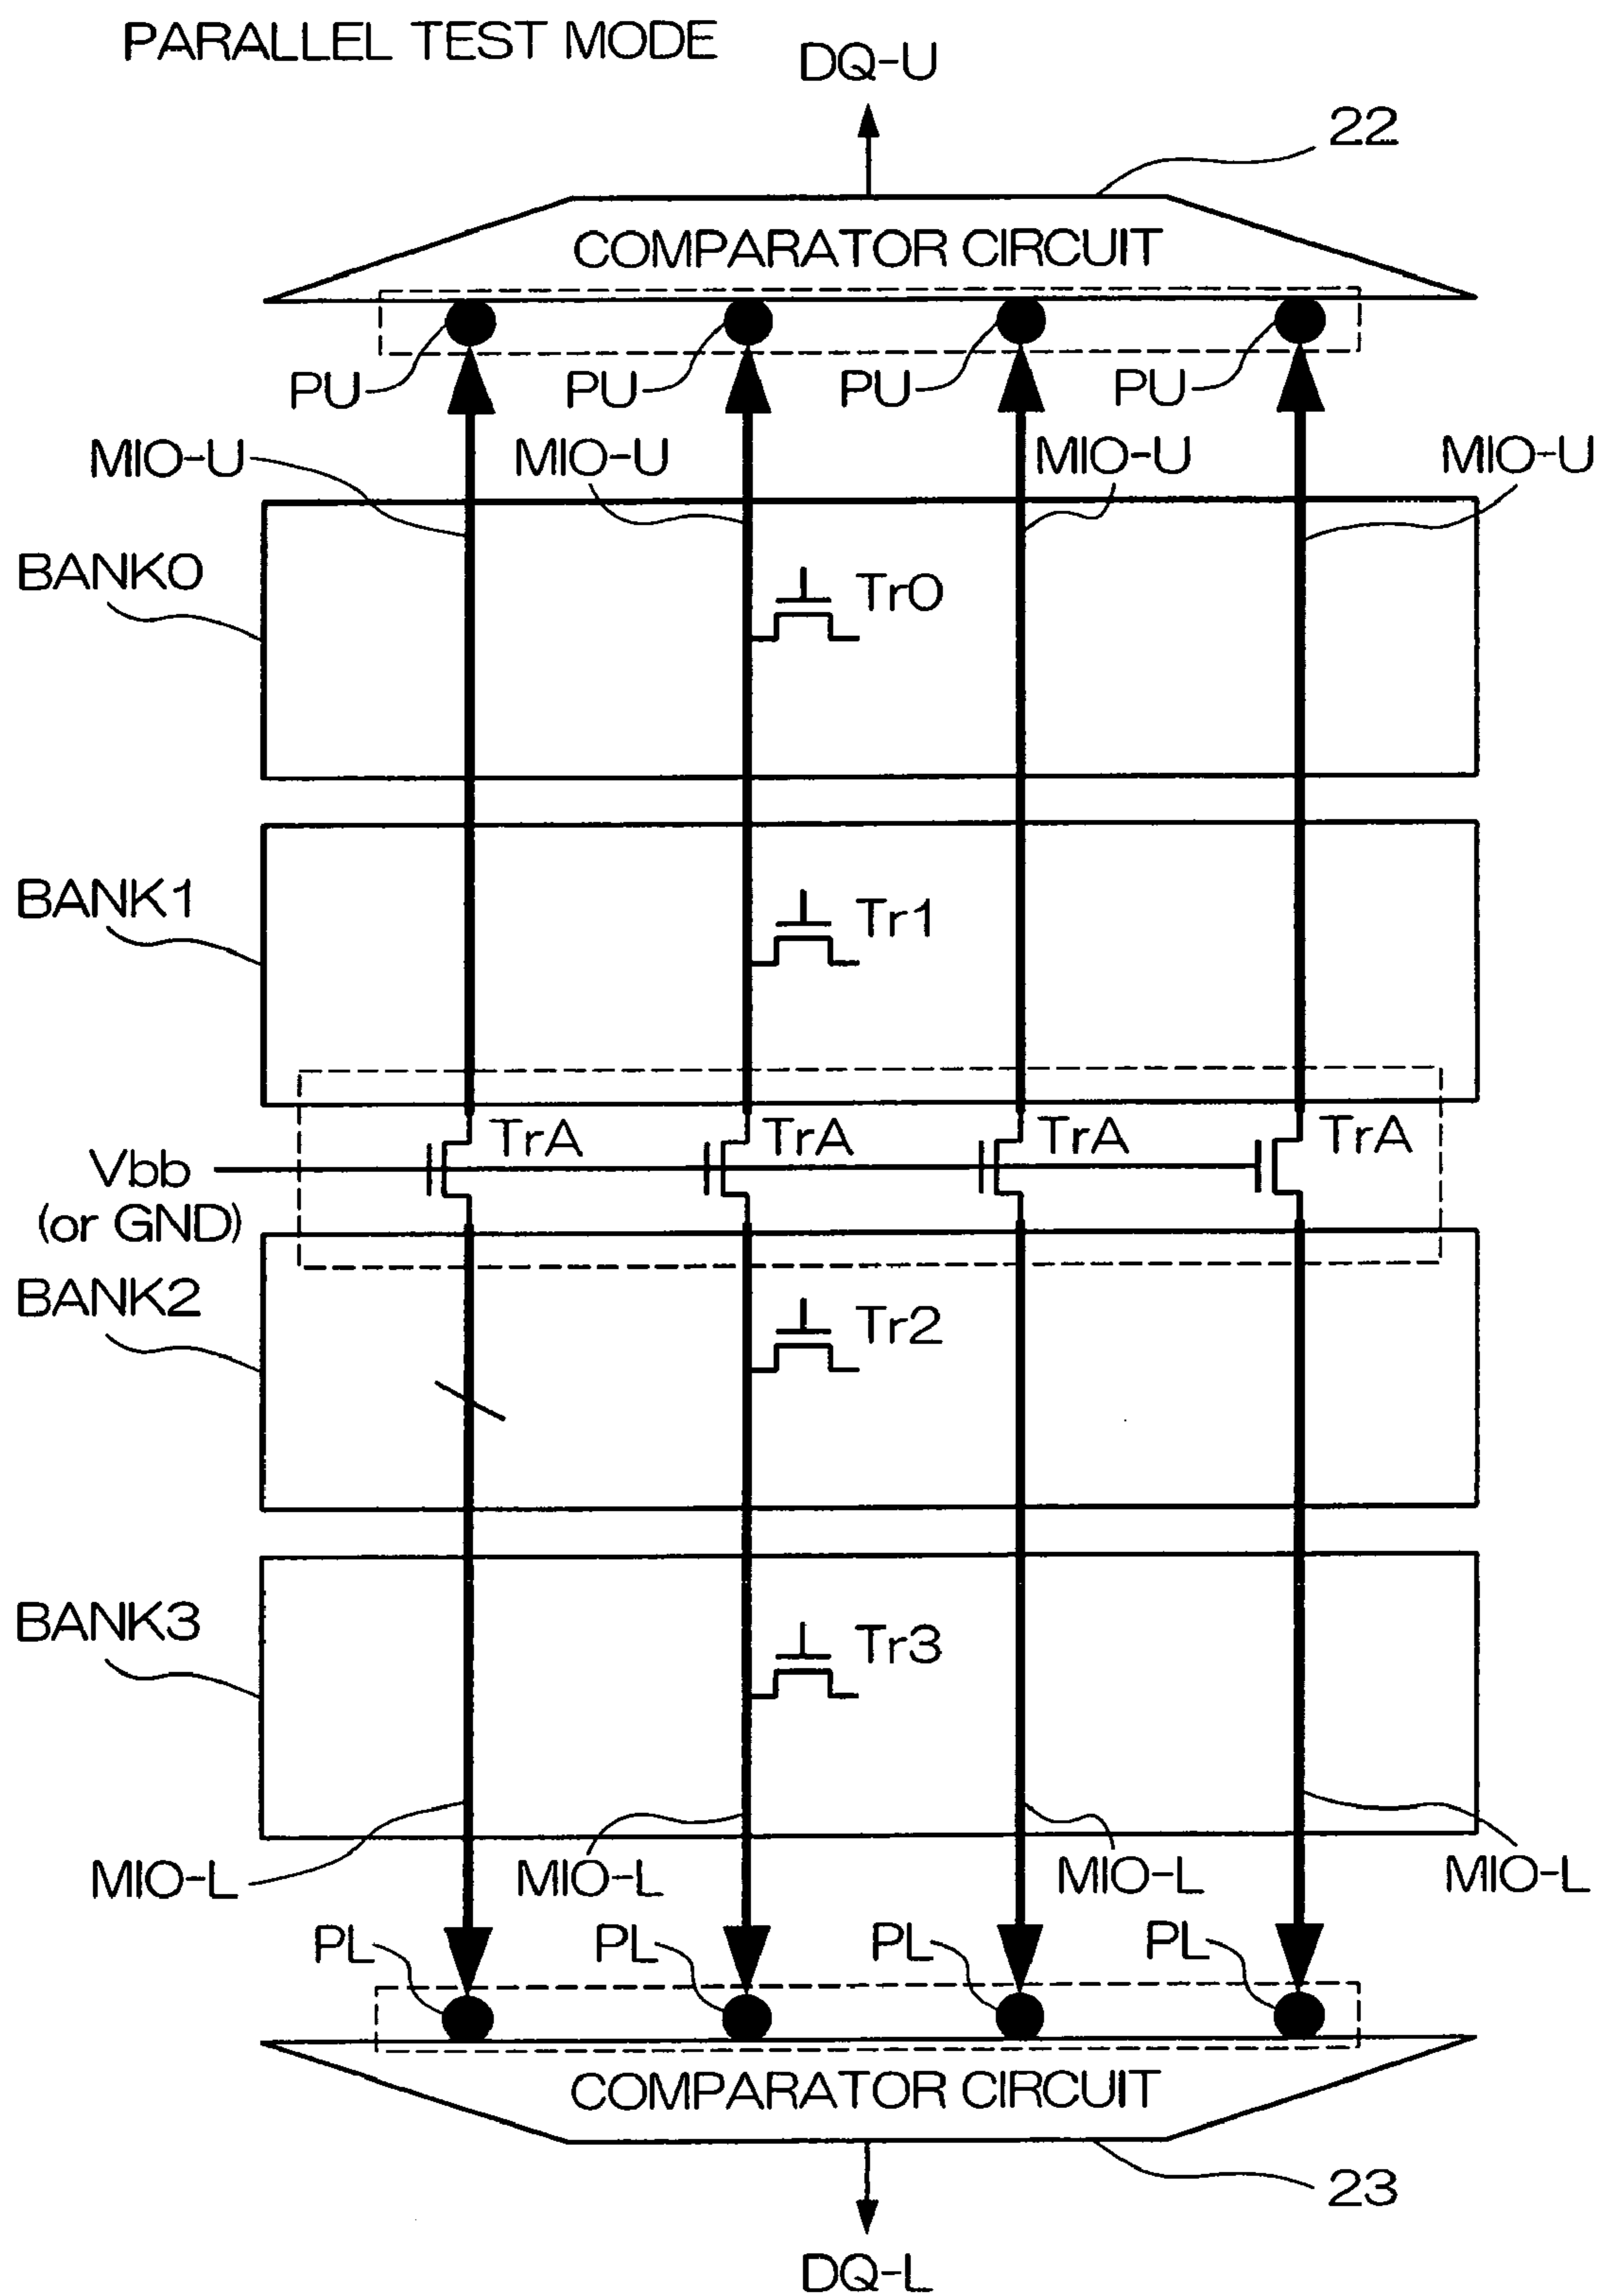 PARALLEL TEST MODE
DQ-U
22
COMPARATOR CIRCUIT
PU PU PU PU
MIO-U MIO-U MIO-U MIO-U
BANK0
Tr0
BANK1
Tr1
TrA TrA TrA TrA
Vbb
(or GND)
BANK2
Tr2
BANK3
Tr3
MIO-L MIO-L MIO-L MIO-L
PL PL PL PL
COMPARATOR CIRCUIT
23
DQ-L